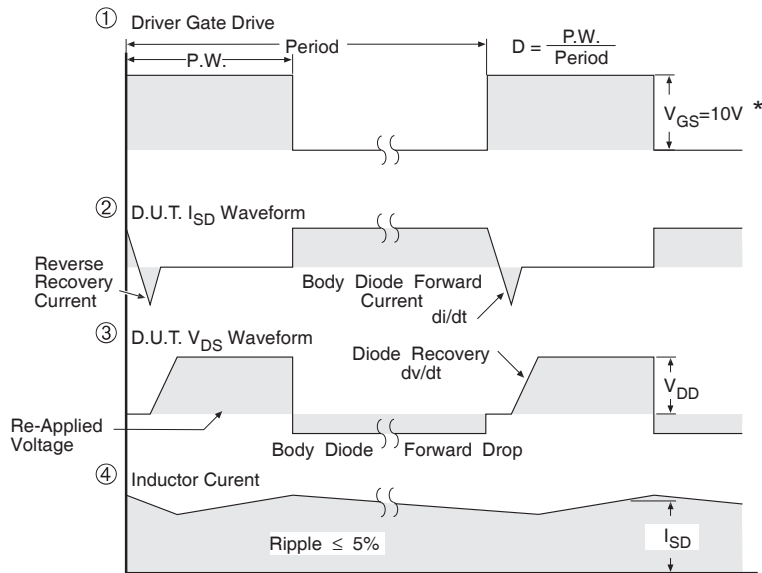 ① Driver Gate Drive
Period
P.W.
D = P.W. / Period
V_GS=10V *
② D.U.T. I_SD Waveform
Reverse
Recovery
Current
Body Diode Forward
Current
di/dt
③ D.U.T. V_DS Waveform
Diode Recovery
dv/dt
V_DD
Re-Applied
Voltage
Body Diode Forward Drop
④ Inductor Curent
Ripple ≤ 5%
I_SD